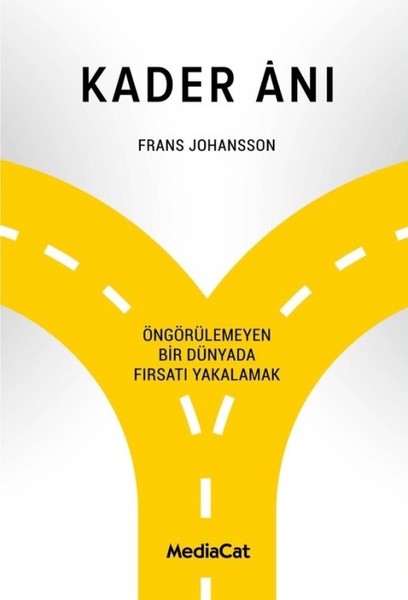 KADER ÂNI
FRANS JOHANSSON
ÖNGÖRÜLEMEYEN
BİR DÜNYADA
FIRSATI YAKALAMAK
MediaCat